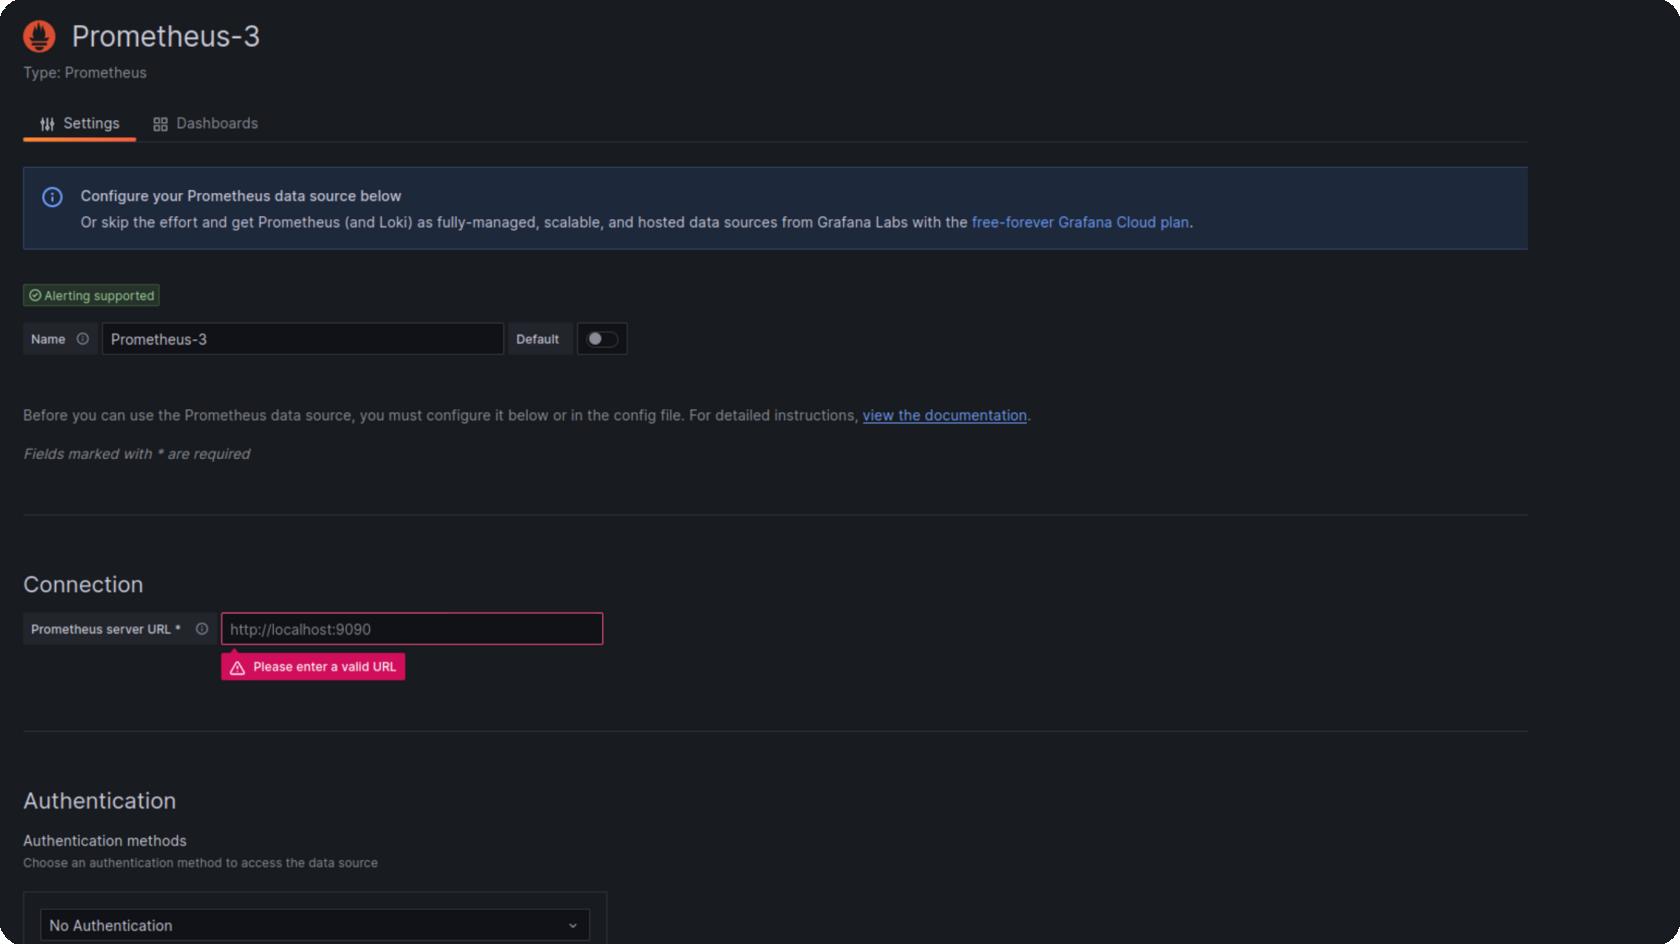 Prometheus-3
Type: Prometheus
Settings Dashboards
Configure your Prometheus data source below
Or skip the effort and get Prometheus (and Loki) as fully-managed, scalable, and hosted data sources from Grafana Labs with the free-forever Grafana Cloud plan.
Alerting supported
Name Prometheus-3 Default
Before you can use the Prometheus data source, you must configure it below or in the config file. For detailed instructions, view the documentation.
Fields marked with * are required
Connection
Prometheus server URL * http://localhost:9090
Please enter a valid URL
Authentication
Authentication methods
Choose an authentication method to access the data source
No Authentication